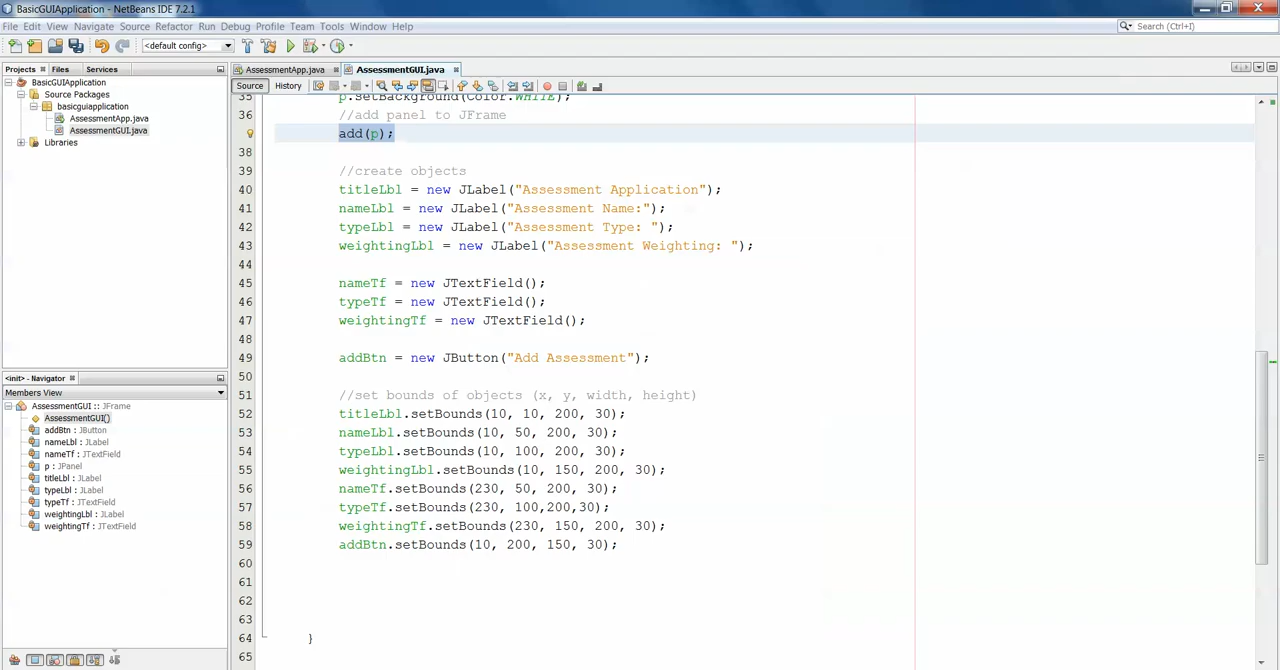 BasicGUIApplication - NetBeans IDE 7.2.1
File Edit View Navigate Source Refactor Run Debug Profile Team Tools Window Help
Search (Ctrl+I)
<default config>
Projects Files Services
AssessmentApp.java AssessmentGUI.java
BasicGUIApplication
Source Packages
basicguiapplication
AssessmentApp.java
AssessmentGUI.java
Libraries
Source History
35 p.setBackground(Color.WHITE);
36 //add panel to JFrame
add(p);
38
39 //create objects
40 titleLbl = new JLabel("Assessment Application");
41 nameLbl = new JLabel("Assessment Name:");
42 typeLbl = new JLabel("Assessment Type: ");
43 weightingLbl = new JLabel("Assessment Weighting: ");
44
45 nameTf = new JTextField();
46 typeTf = new JTextField();
47 weightingTf = new JTextField();
48
49 addBtn = new JButton("Add Assessment");
50
51 //set bounds of objects (x, y, width, height)
52 titleLbl.setBounds(10, 10, 200, 30);
53 nameLbl.setBounds(10, 50, 200, 30);
54 typeLbl.setBounds(10, 100, 200, 30);
55 weightingLbl.setBounds(10, 150, 200, 30);
56 nameTf.setBounds(230, 50, 200, 30);
57 typeTf.setBounds(230, 100,200,30);
58 weightingTf.setBounds(230, 150, 200, 30);
59 addBtn.setBounds(10, 200, 150, 30);
60
61
62
63
64 }
65
<init> - Navigator
Members View
AssessmentGUI :: JFrame
AssessmentGUI()
addBtn : JButton
nameLbl : JLabel
nameTf : JTextField
p : JPanel
titleLbl : JLabel
typeLbl : JLabel
typeTf : JTextField
weightingLbl : JLabel
weightingTf : JTextField